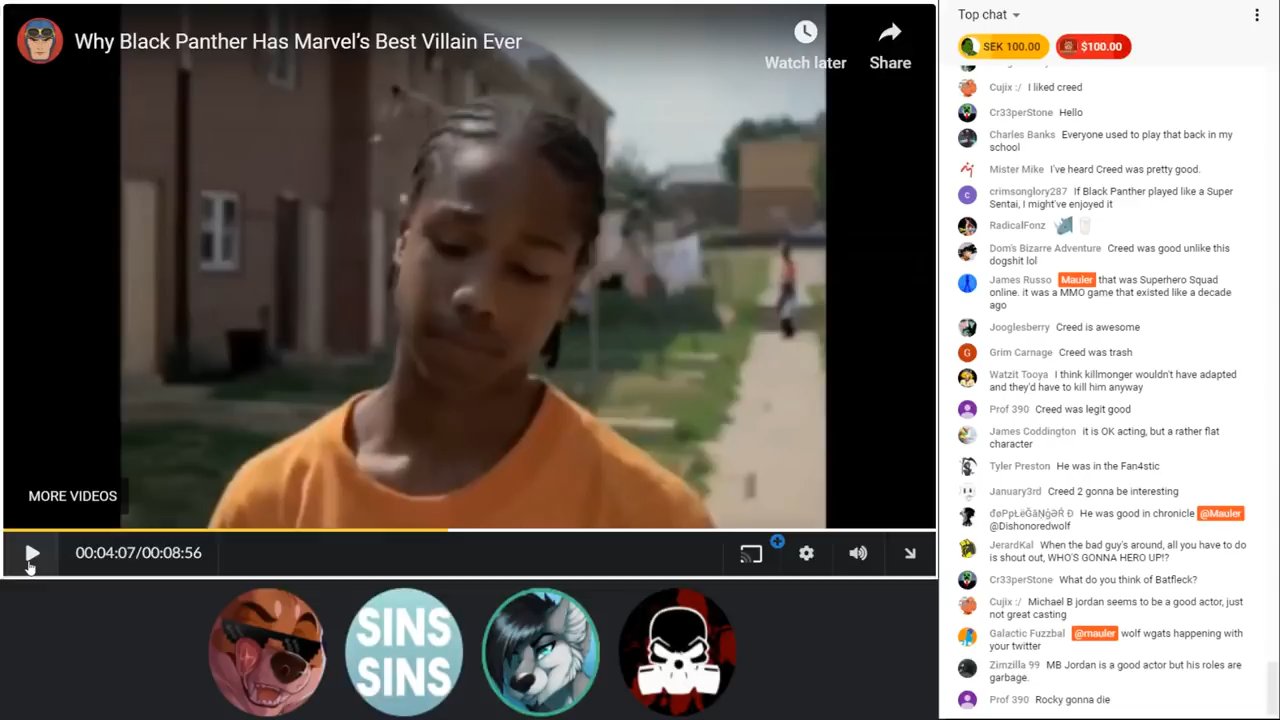 Why Black Panther Has Marvel's Best Villain Ever
Watch later
Share
MORE VIDEOS
00:04:07/00:08:56
SINS
SINS
SINS
SINS
Top chat
SEK 100.00
$100.00
Cujix :/ I liked creed
Cr33perStone Hello
Charles Banks Everyone used to play that back in my
school
Mister Mike I've heard Creed was pretty good.
crimsonglory287 If Black Panther played like a Super
Sentai, I might've enjoyed it
RadicalFonz
Dom's Bizarre Adventure Creed was good unlike this
dogshit lol
James Russo Mauler that was Superhero Squad
online. it was a MMO game that existed like a decade
ago
Jooglesberry Creed is awesome
Grim Carnage Creed was trash
Watzit Tooya I think killmonger wouldn't have adapted
and they'd have to kill him anyway
Prof 390 Creed was legit good
James Coddington it is OK acting, but a rather flat
character
Tyler Preston He was in the Fan4stic
January3rd Creed 2 gonna be interesting
He was good in chronicle @Mauler
@Dishonoredwolf
JerardKal When the bad guy's around, all you have to do
is shout out, WHO'S GONNA HERO UP!?
Cr33perStone What do you think of Batfleck?
Cujix :/ Michael B jordan seems to be a good actor, just
not great casting
Galactic Fuzzbal @mauler wolf wgats happening with
your twitter
Zimzilla 99 MB Jordan is a good actor but his roles are
garbage.
Prof 390 Rocky gonna die